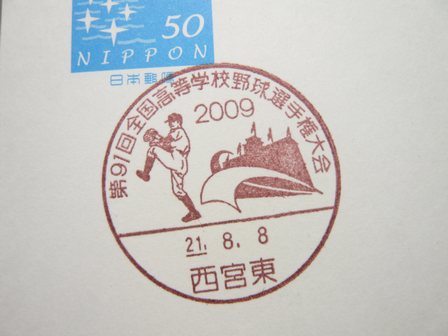 50
NIPPON
日本郵便
第91回全国高等学校野球選手権大会
2009
21. 8. 8
西宮東